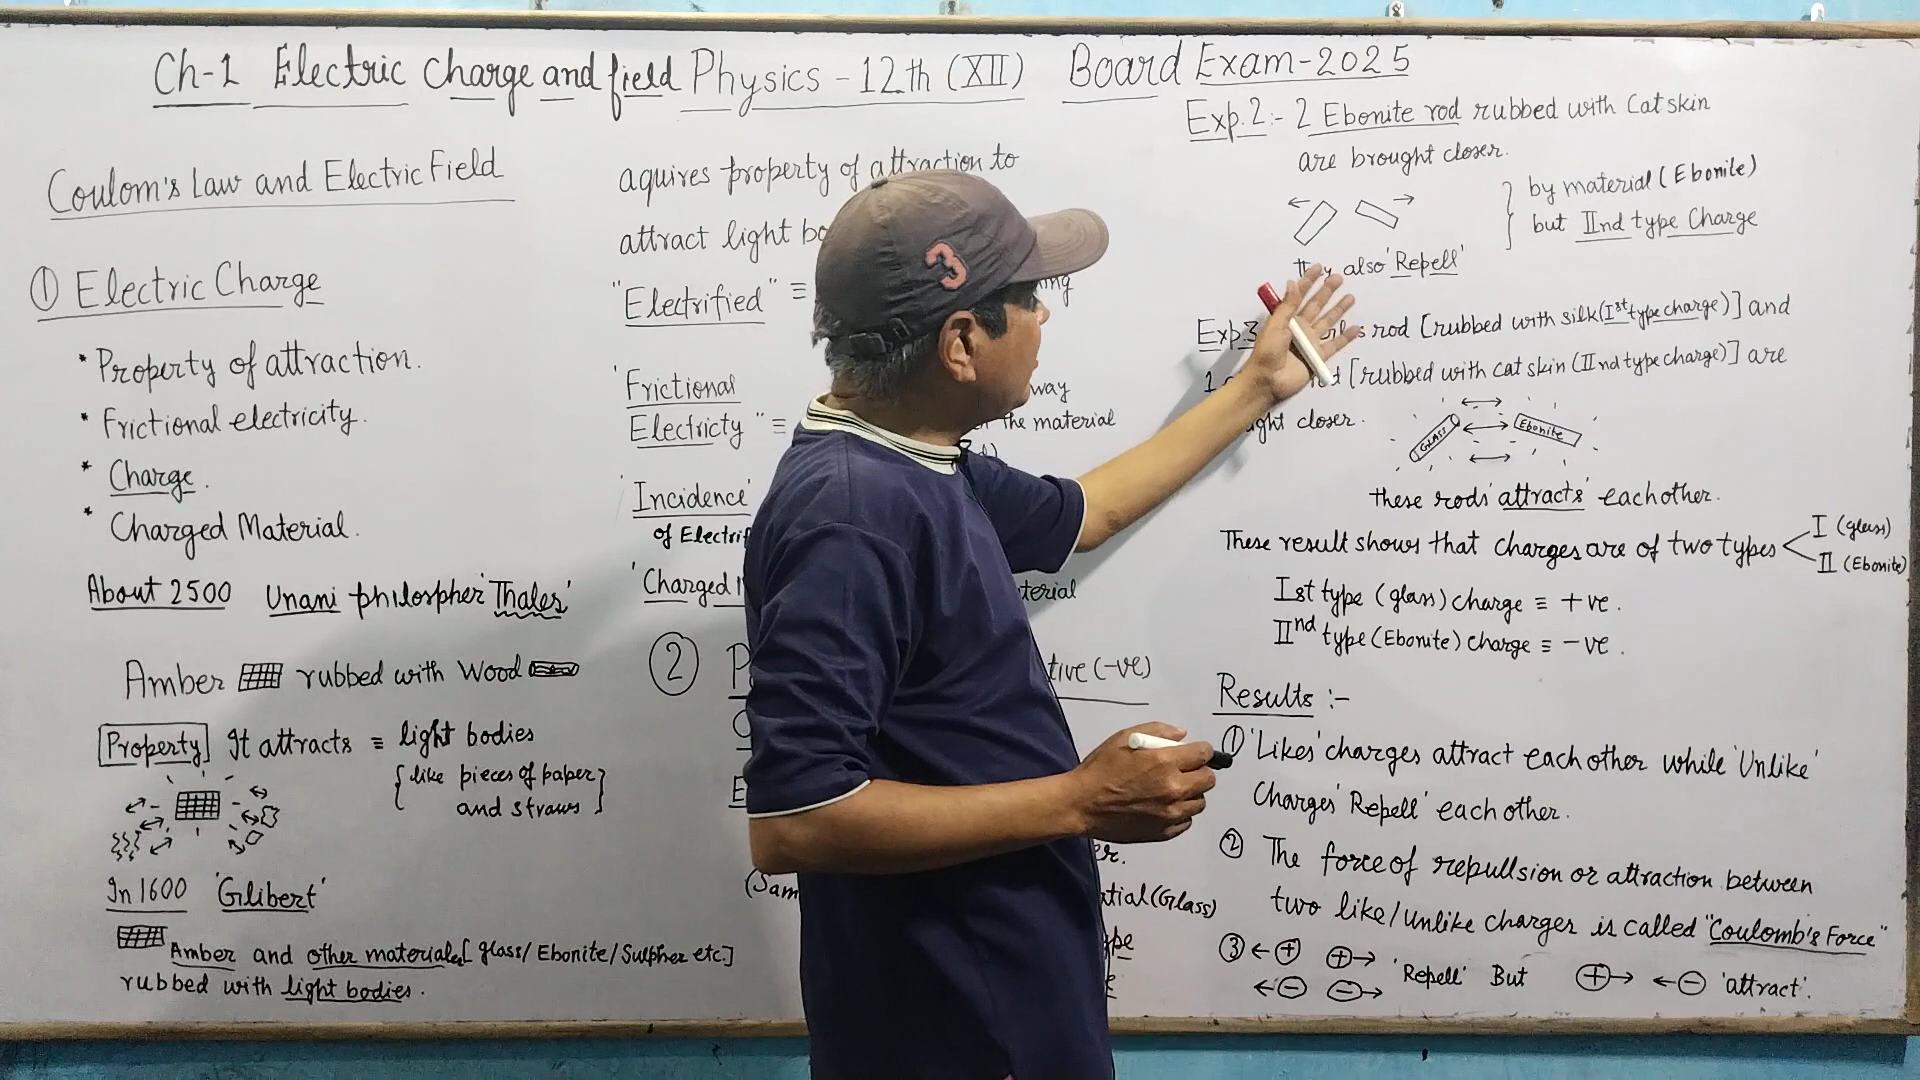 Ch-1 Electric Charge and field Physics - 12th (XII) Board Exam-2025
Coulom's Law and Electric Field
① Electric Charge
* Property of attraction.
* Frictional electricity.
* Charge.
* Charged Material.
About 2500 Unani philospher 'Thales'
Amber rubbed with Wood
Property It attracts ≡ light bodies
{like pieces of paper
and straws}
In 1600 'Glibert'
Amber and other material [glass/Ebonite/Sulpher etc.]
rubbed with light bodies.
aquires property of attraction to
attract light
"Electrified" ≡
'Frictional way
Electricty" ≡ the material
'Incidence'
of
'Charged
②
(-ve)
(Glass)
3
Exp.2:- 2 Ebonite rod rubbed with Cat skin
are brought closer.
} by material (Ebonite)
but IInd type Charge
they also 'Repell'
Exp.3 rod [rubbed with silk (Ist type charge)] and
1 [rubbed with cat skin (IInd type charge)] are
closer.
GLASS Ebonite
these rods 'attracts' eachother.
These result shows that charges are of two types < I (glass)
II (Ebonite)
Ist type (glass) charge ≡ +ve.
IInd type (Ebonite) charge ≡ -ve.
Results :-
① 'Likes' charges attract each other while 'Unlike'
Charges 'Repell' each other.
② The force of repullsion or attraction between
two like/unlike charger is called "Coulomb's Force"
③ ←⊕ ⊕→ 'Repell' But ⊕→ ←⊖ 'attract'.
←⊖ ⊖→